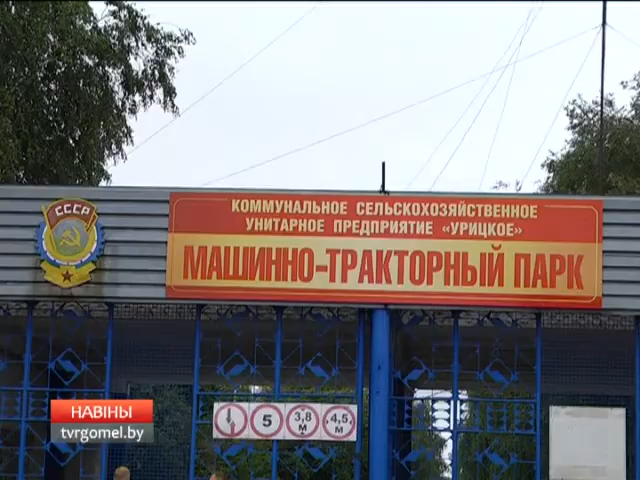 СССР
КОММУНАЛЬНОЕ СЕЛЬСКОХОЗЯЙСТВЕННОЕ
УНИТАРНОЕ ПРЕДПРИЯТИЕ «УРИЦКОЕ»
МАШИННО-ТРАКТОРНЫЙ ПАРК
5
3,8
М
4,5
М
НАВІНЫ
tvrgomel.by